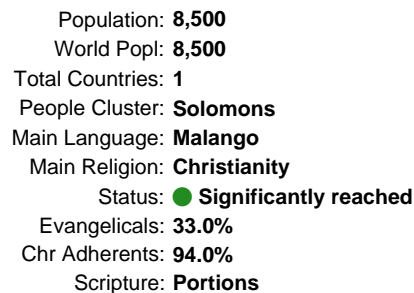 Population: 8,500
World Popl: 8,500
Total Countries: 1
People Cluster: Solomons
Main Language: Malango
Main Religion: Christianity
Status: Significantly reached
Evangelicals: 33.0%
Chr Adherents: 94.0%
Scripture: Portions